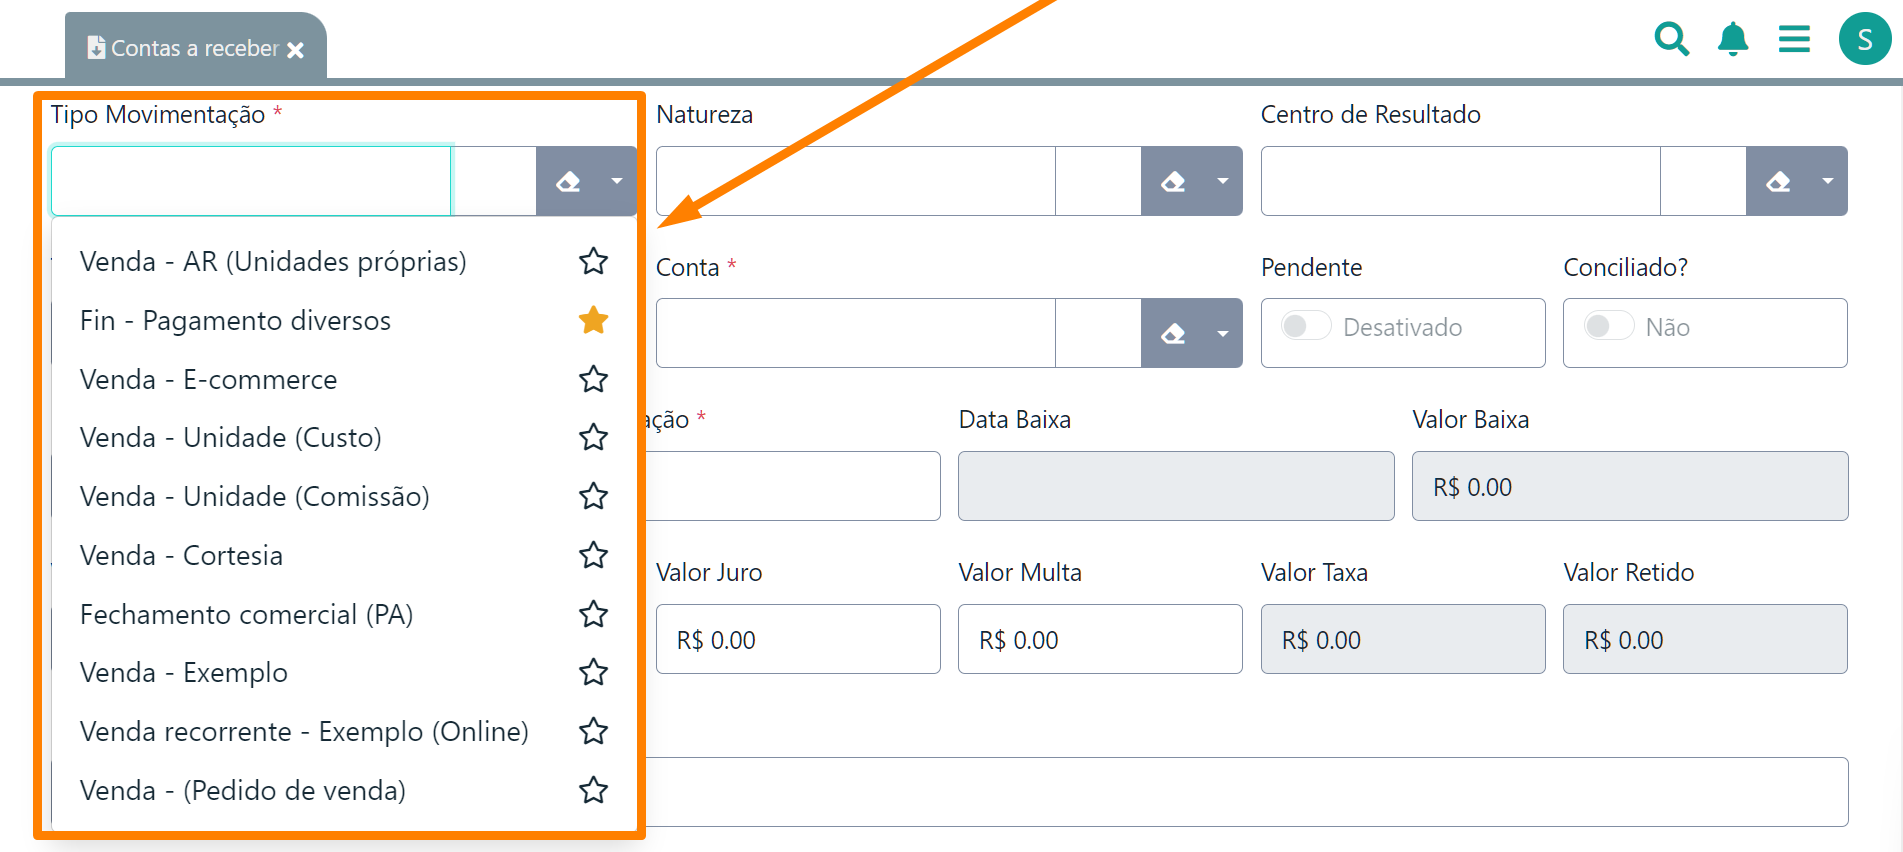 Contas a receber
S
Tipo Movimentação *
Natureza
Centro de Resultado
Venda - AR (Unidades próprias)
Fin - Pagamento diversos
Venda - E-commerce
Venda - Unidade (Custo)
Venda - Unidade (Comissão)
Venda - Cortesia
Fechamento comercial (PA)
Venda - Exemplo
Venda recorrente - Exemplo (Online)
Venda - (Pedido de venda)
Conta *
Pendente
Conciliado?
Desativado
Não
ação *
Data Baixa
Valor Baixa
R$ 0.00
Valor Juro
Valor Multa
Valor Taxa
Valor Retido
R$ 0.00
R$ 0.00
R$ 0.00
R$ 0.00